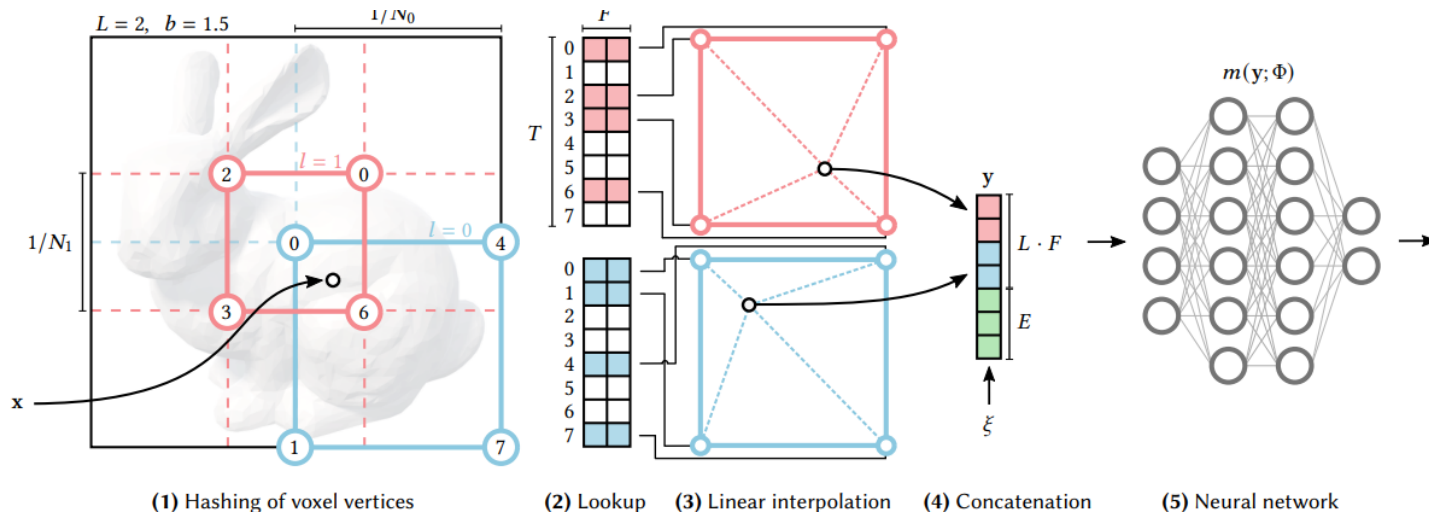 L = 2, b = 1.5
1/N₀
l = 1
2
0
l = 0
0
4
1/N₁
3
6
x
1
7
F
T
0
1
2
3
4
5
6
7
0
1
2
3
4
5
6
7
y
L · F
E
ξ
m(y; Φ)
(1) Hashing of voxel vertices
(2) Lookup
(3) Linear interpolation
(4) Concatenation
(5) Neural network